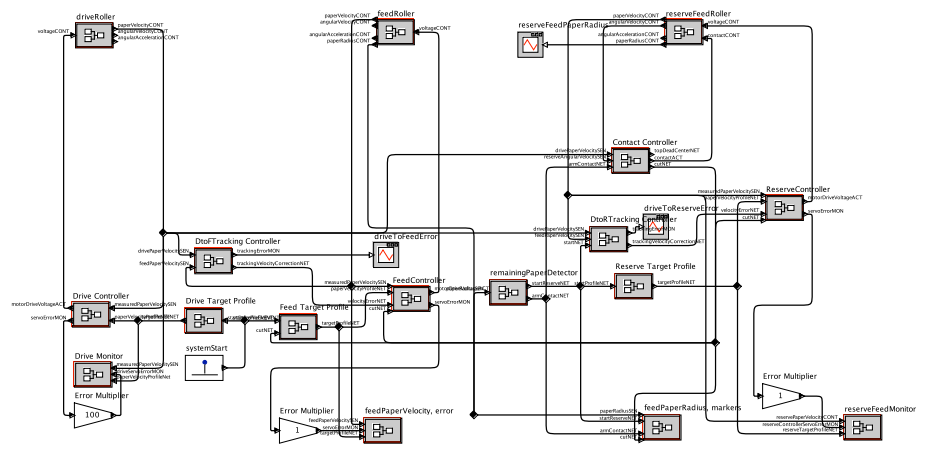 driveRoller
paperVelocityCONT
angularVelocityCONT
angularAccelerationCONT
voltageCONT
feedRoller
paperVelocityCONT
angularAccelerationCONT
paperRadiusCONT
voltageCONT
reserveFeedPaperRadius
reserveFeedRoller
paperVelocityCONT
angularAccelerationCONT
paperRadiusCONT
voltageCONT
contactCONT
Contact Controller
drivePaperVelocitySEN
reserveAngularVelocitySEN
armContactNET
topDeadCenterNET
contactACT
cutNET
ReserveController
measuredPaperVelocitySEN
velocityErrorNET
cutNET
motorDriveVoltageACT
servoErrorMON
driveToReserveError
DtoRTracking Controller
startNET
trackingVelocityCorrectionNET
DtoFTracking Controller
drivePaperVelocitySEN
feedPaperVelocitySEN
trackingErrorMON
trackingVelocityCorrectionNET
driveToFeedError
FeedController
measuredPaperVelocitySEN
velocityErrorNET
cutNET
servoErrorMON
remainingPaperDetector
startReserveNET
armContactNET
Reserve Target Profile
startProfileNET
targetProfileNET
Drive Controller
motorDriveVoltageACT
servoErrorMON
measuredPaperVelocitySEN
Drive Target Profile
Feed Target Profile
cutNET
targetProfileNET
systemStart
Drive Monitor
measuredPaperVelocitySEN
driveServoErrorMON
paperVelocityProfileNet
Error Multiplier
100
Error Multiplier
1
feedPaperVelocity, error
feedPaperVelocitySEN
servoErrorMON
targetProfileNET
feedPaperRadius, markers
paperRadiusSEN
startReserveNET
armContactNET
cutNET
Error Multiplier
1
reserveFeedMonitor
reservePaperVelocityCONT
reserveControllerServoErrorMON
reserveTargetProfileNET